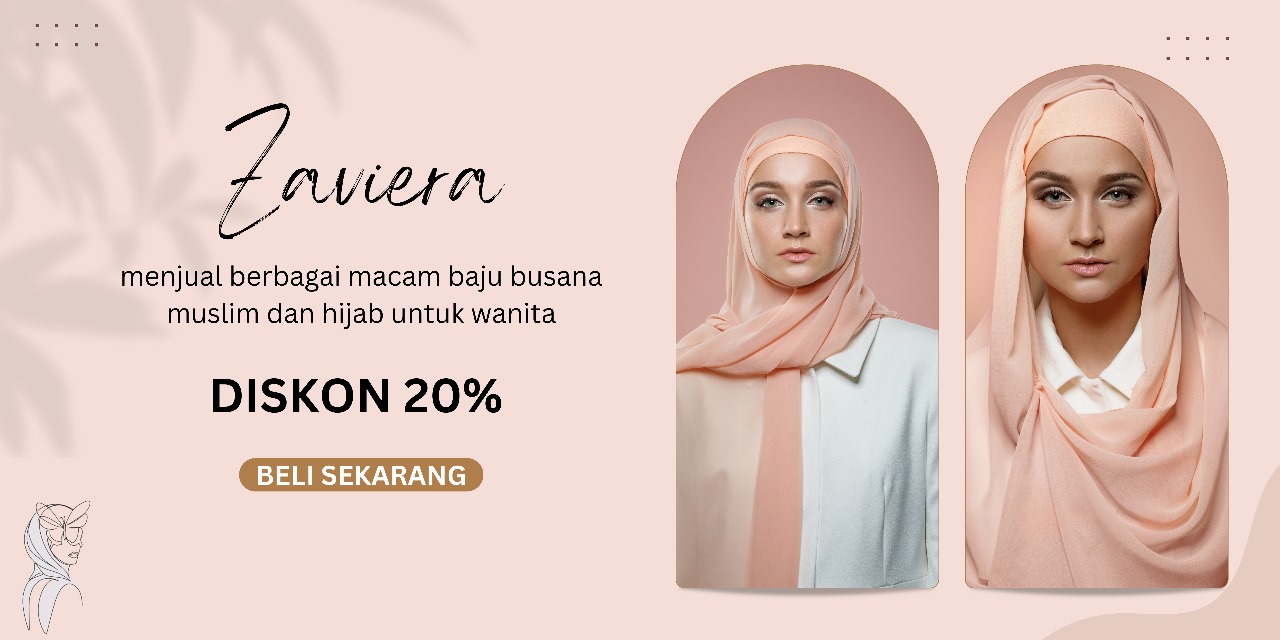 Zaviera
menjual berbagai macam baju busana
muslim dan hijab untuk wanita
DISKON 20%
BELI SEKARANG